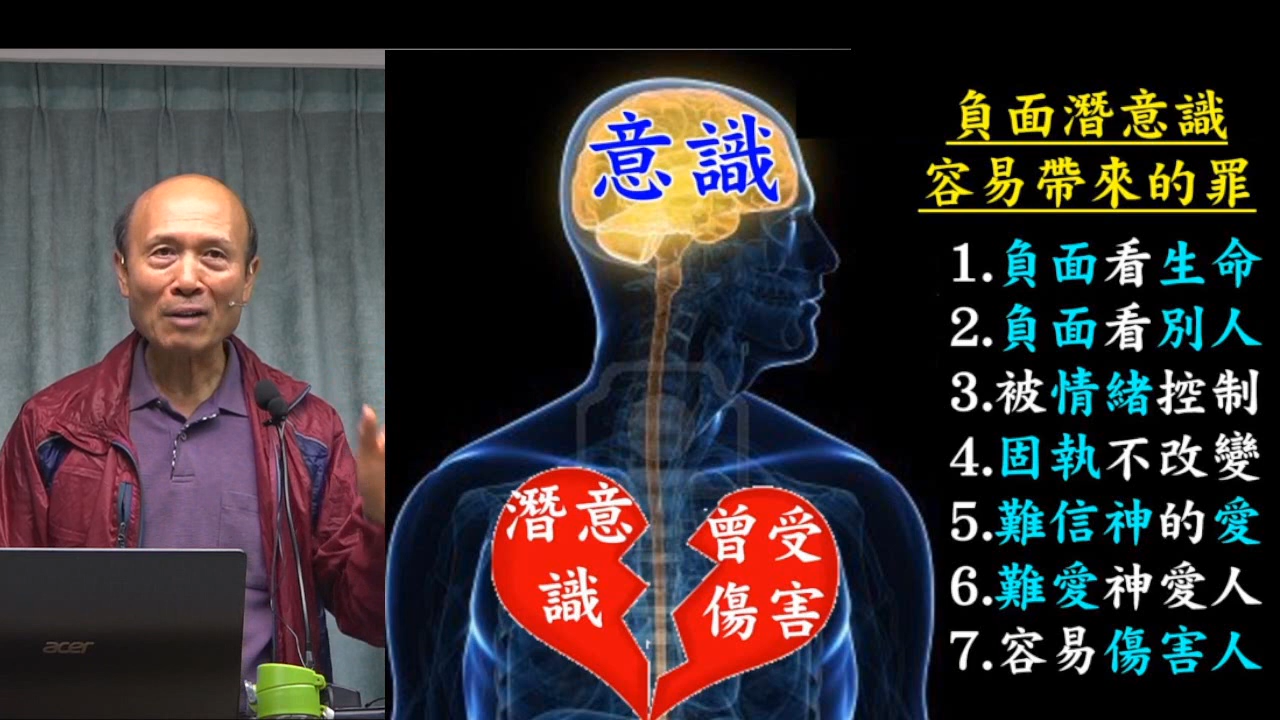 意識
潛意
識
曾受
傷害
負面潛意識
容易帶來的罪
1.負面看生命
2.負面看別人
3.被情緒控制
4.固執不改變
5.難信神的愛
6.難愛神愛人
7.容易傷害人
acer